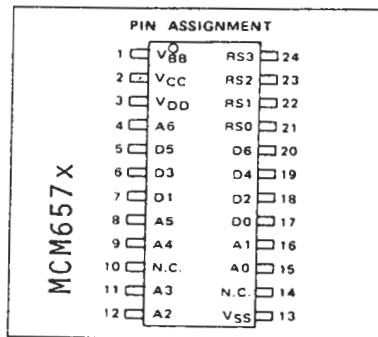 PIN ASSIGNMENT
1 VBB RS3 24
2 VCC RS2 23
3 VDD RS1 22
4 A6 RS0 21
5 D5 D6 20
6 D3 D4 19
7 D1 D2 18
8 A5 D0 17
9 A4 A1 16
10 N.C. A0 15
11 A3 N.C. 14
12 A2 VSS 13
MCM657x